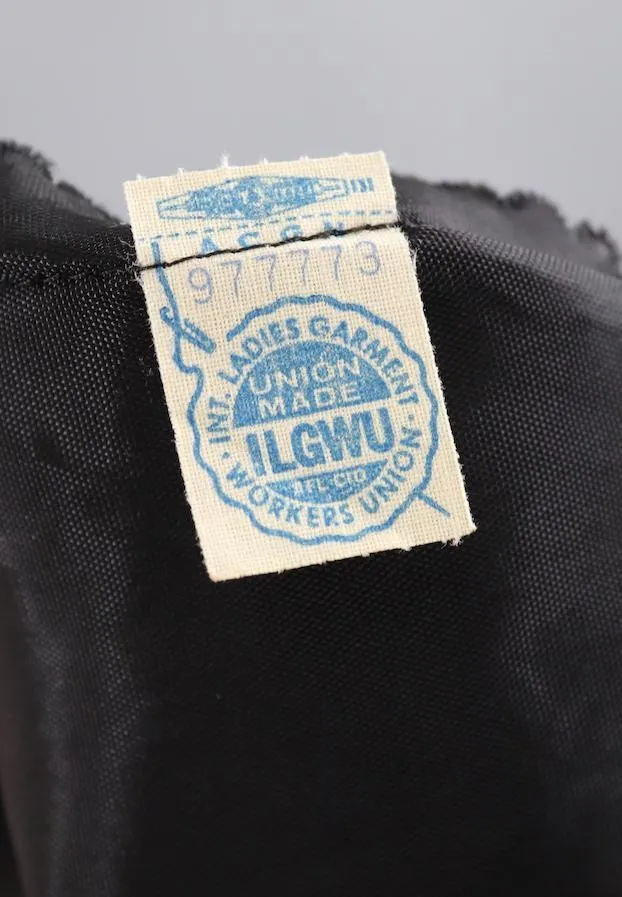 977773
INT. LADIES GARMENT
UNION
MADE
ILGWU
AFL CIO
· WORKERS UNION ·